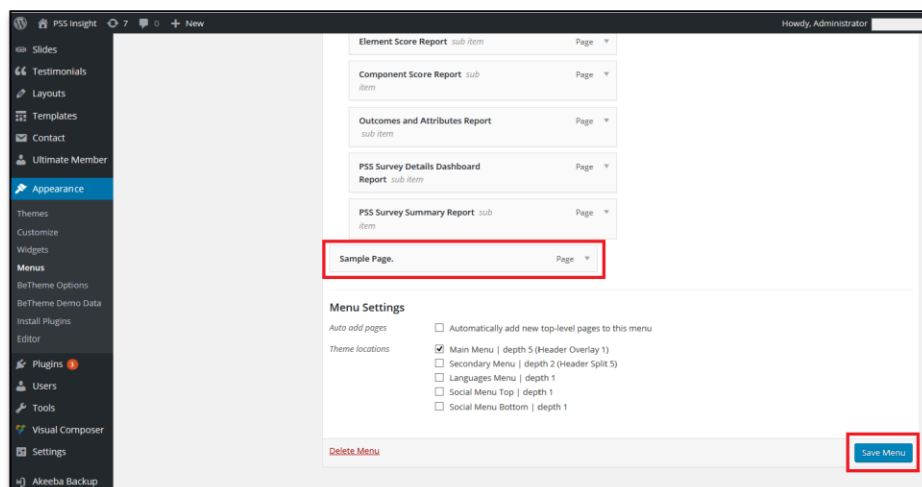 PSS Insight 7 0 + New Howdy, Administrator
Slides
Testimonials
Layouts
Templates
Contact
Ultimate Member
Appearance
Themes
Customize
Widgets
Menus
BeTheme Options
BeTheme Demo Data
Install Plugins
Editor
Plugins 3
Users
Tools
Visual Composer
Settings
Akeeba Backup
Element Score Report sub item Page
Component Score Report sub Page
item
Outcomes and Attributes Report Page
sub item
PSS Survey Details Dashboard Page
Report sub item
PSS Survey Summary Report sub Page
item
Sample Page. Page
Menu Settings
Auto add pages Automatically add new top-level pages to this menu
Theme locations Main Menu | depth 5 (Header Overlay 1)
Secondary Menu | depth 2 (Header Split 5)
Languages Menu | depth 1
Social Menu Top | depth 1
Social Menu Bottom | depth 1
Delete Menu Save Menu